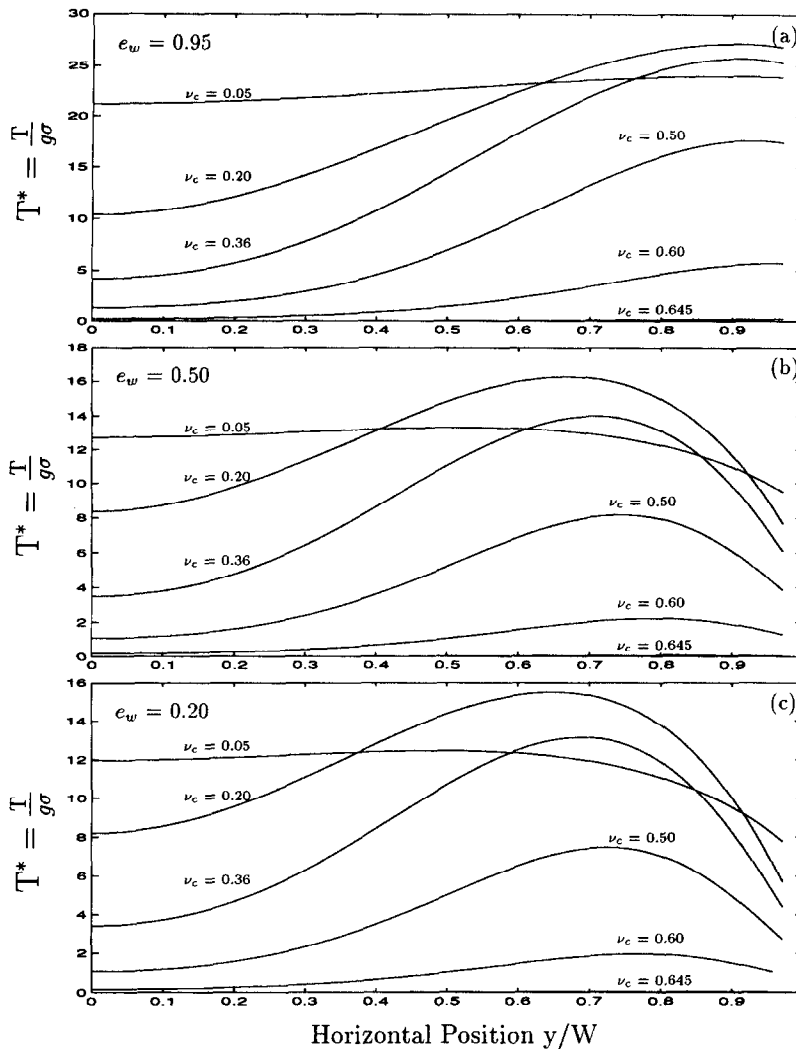 (a)
e_w = 0.95
T* = T/gσ
30
25
20
15
10
5
0
ν_c = 0.05
ν_c = 0.20
ν_c = 0.36
ν_c = 0.50
ν_c = 0.60
ν_c = 0.645
0 0.1 0.2 0.3 0.4 0.5 0.6 0.7 0.8 0.9
(b)
e_w = 0.50
T* = T/gσ
18
16
14
12
10
8
6
4
2
0
ν_c = 0.05
ν_c = 0.20
ν_c = 0.36
ν_c = 0.50
ν_c = 0.60
ν_c = 0.645
0 0.1 0.2 0.3 0.4 0.5 0.6 0.7 0.8 0.9
(c)
e_w = 0.20
T* = T/gσ
16
14
12
10
8
6
4
2
0
ν_c = 0.05
ν_c = 0.20
ν_c = 0.36
ν_c = 0.50
ν_c = 0.60
ν_c = 0.645
0 0.1 0.2 0.3 0.4 0.5 0.6 0.7 0.8 0.9
Horizontal Position y/W